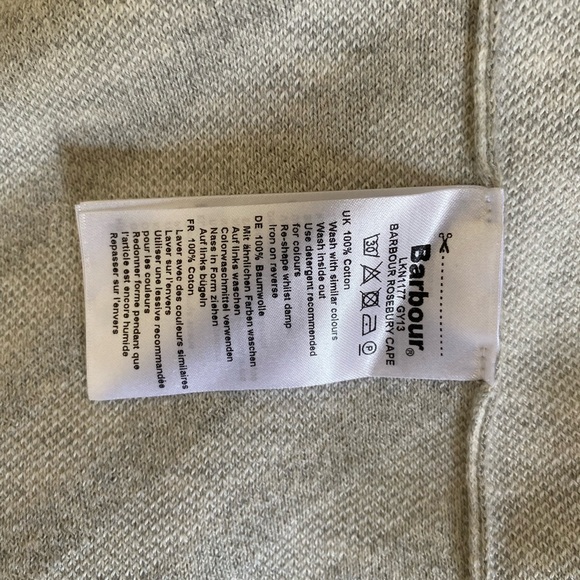 Barbour®
LKN1177 GY13
BARBOUR ROSEBURY CAPE
30
P
UK 100% Cotton
Wash with similar colours
Wash inside out
Use detergent recommended
for colours
Re-shape whilst damp
Iron on reverse
DE 100% Baumwolle
Mit ähnlichen Farben waschen
Auf links waschen
Colorwaschmittel verwenden
Nass in Form ziehen
Auf links bügeln
FR 100% Coton
Laver avec des couleurs similaires
Laver sur l'envers
Utiliser une lessive recommandée
pour les couleurs
Redonner forme pendant que
l'article est encore humide
Repasser sur l'envers